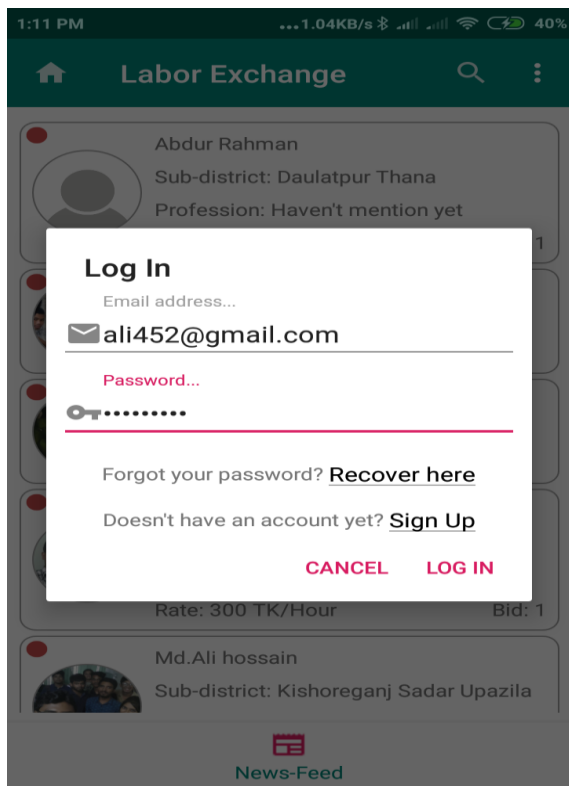 1:11 PM ...1.04KB/s 40%
Labor Exchange
Abdur Rahman
Sub-district: Daulatpur Thana
Profession: Haven't mention yet
1
Log In
Email address...
ali452@gmail.com
Password...
•••••••••
Forgot your password? Recover here
Doesn't have an account yet? Sign Up
CANCEL LOG IN
Rate: 300 TK/Hour Bid: 1
Md.Ali hossain
Sub-district: Kishoreganj Sadar Upazila
News-Feed